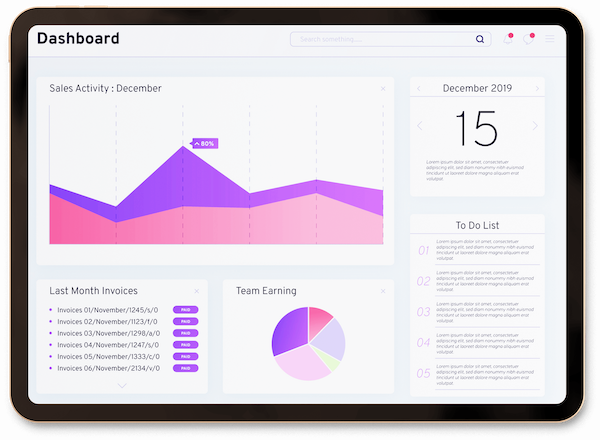 Dashboard
Search something....
Sales Activity : December
80%
Last Month Invoices
Invoices 01/November/1245/s/0 PAID
Invoices 02/November/1123/f/0 PAID
Invoices 03/November/1298/a/0 PAID
Invoices 04/November/1247/s/0 PAID
Invoices 05/November/1333/c/0 PAID
Invoices 06/November/2134/v/0 PAID
Team Earning
December 2019
15
Lorem ipsum dolor sit amet, consectetuer
adipiscing elit, sed diam nonummy nibh euismod
tincidunt ut laoreet dolore magna aliquam erat
volutpat.
To Do List
01
Lorem ipsum dolor sit amet, consectetuer
adipiscing elit, sed diam nonummy nibh euismod
tincidunt ut laoreet dolore magna aliquam erat
volutpat.
02
Lorem ipsum dolor sit amet, consectetuer
adipiscing elit, sed diam nonummy nibh euismod
tincidunt ut laoreet dolore magna aliquam erat
volutpat.
03
Lorem ipsum dolor sit amet, consectetuer
adipiscing elit, sed diam nonummy nibh euismod
tincidunt ut laoreet dolore magna aliquam erat
volutpat.
04
Lorem ipsum dolor sit amet, consectetuer
adipiscing elit, sed diam nonummy nibh euismod
tincidunt ut laoreet dolore magna aliquam erat
volutpat.
05
Lorem ipsum dolor sit amet, consectetuer
adipiscing elit, sed diam nonummy nibh euismod
tincidunt ut laoreet dolore magna aliquam erat
volutpat.